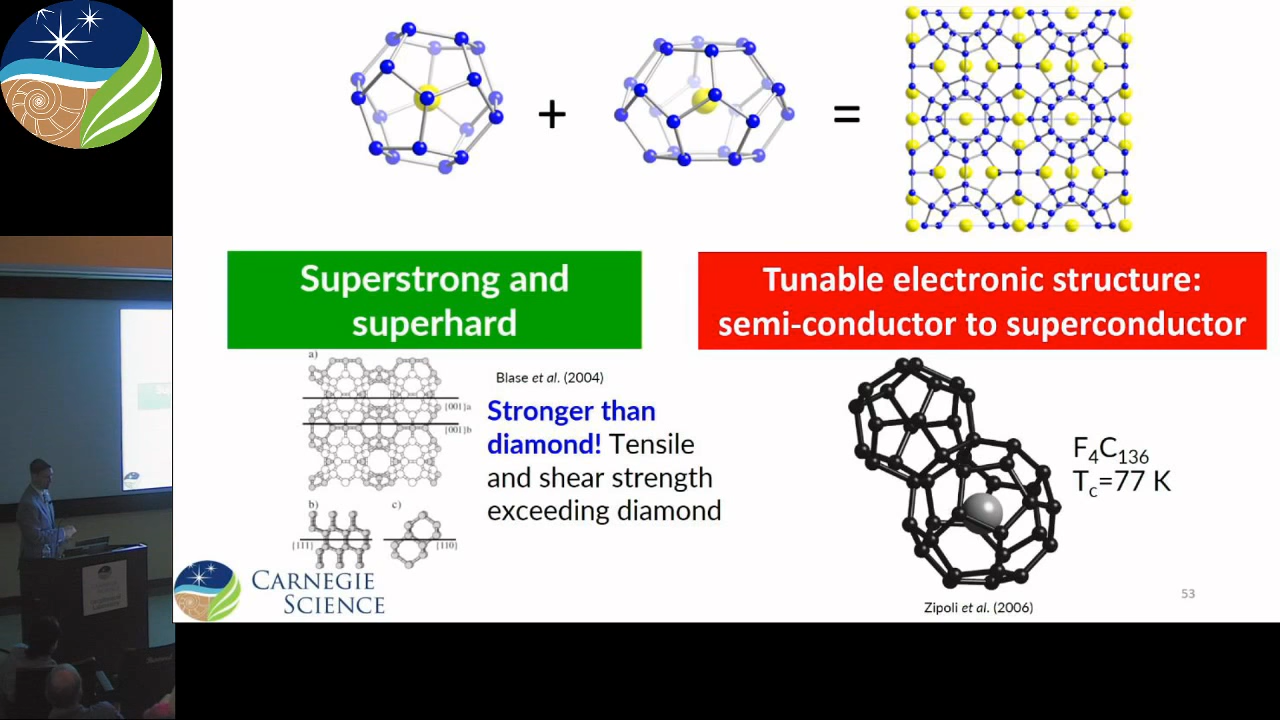 +
=
Superstrong and
superhard
Tunable electronic structure:
semi-conductor to superconductor
a)
[001]a
[001]b
b)
c)
[111]
[110]
Blase et al. (2004)
Stronger than
diamond! Tensile
and shear strength
exceeding diamond
F₄C₁₃₆
T꜀=77 K
Zipoli et al. (2006)
CARNEGIE
SCIENCE
53